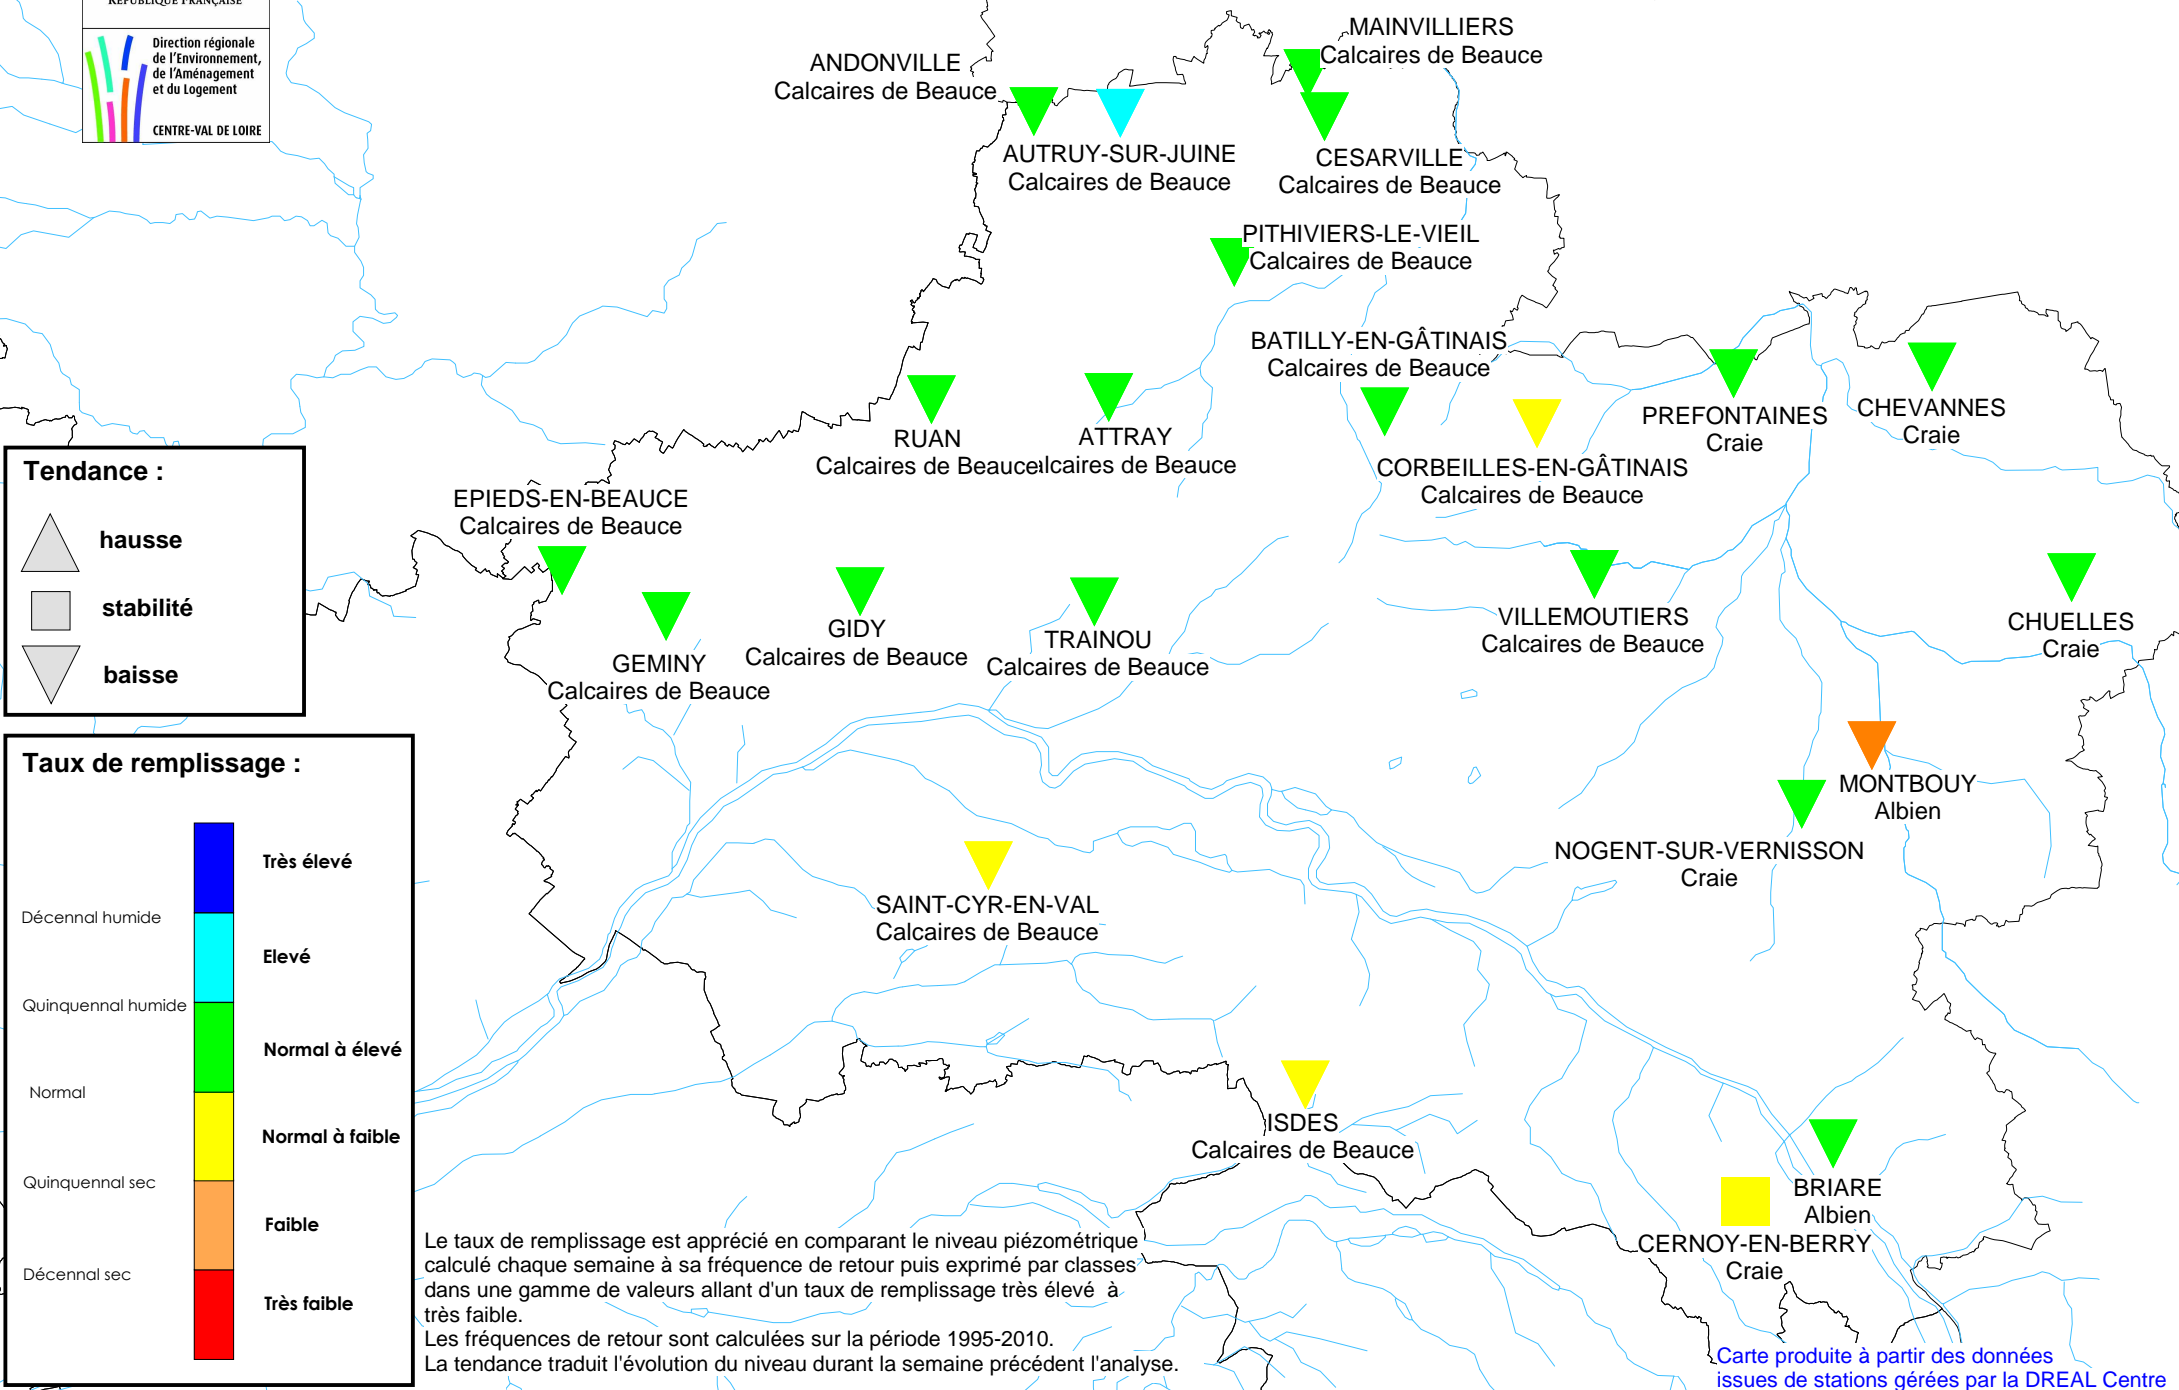 RÉPUBLIQUE FRANÇAISE
Direction régionale
de l'Environnement,
de l'Aménagement
et du Logement
CENTRE-VAL DE LOIRE
MAINVILLIERS
Calcaires de Beauce
ANDONVILLE
Calcaires de Beauce
AUTRUY-SUR-JUINE
Calcaires de Beauce
CESARVILLE
Calcaires de Beauce
PITHIVIERS-LE-VIEIL
Calcaires de Beauce
BATILLY-EN-GÂTINAIS
Calcaires de Beauce
PREFONTAINES
Craie
CHEVANNES
Craie
RUAN
Calcaires de Beauce
ATTRAY
alcaires de Beauce
CORBEILLES-EN-GÂTINAIS
Calcaires de Beauce
EPIEDS-EN-BEAUCE
Calcaires de Beauce
GEMINY
Calcaires de Beauce
GIDY
Calcaires de Beauce
TRAINOU
Calcaires de Beauce
VILLEMOUTIERS
Calcaires de Beauce
CHUELLES
Craie
MONTBOUY
Albien
NOGENT-SUR-VERNISSON
Craie
SAINT-CYR-EN-VAL
Calcaires de Beauce
ISDES
Calcaires de Beauce
BRIARE
Albien
CERNOY-EN-BERRY
Craie
Tendance :
hausse
stabilité
baisse
Taux de remplissage :
Très élevé
Décennal humide
Elevé
Quinquennal humide
Normal à élevé
Normal
Normal à faible
Quinquennal sec
Faible
Décennal sec
Très faible
Le taux de remplissage est apprécié en comparant le niveau piézométrique
calculé chaque semaine à sa fréquence de retour puis exprimé par classes
dans une gamme de valeurs allant d'un taux de remplissage très élevé à
très faible.
Les fréquences de retour sont calculées sur la période 1995-2010.
La tendance traduit l'évolution du niveau durant la semaine précédent l'analyse.
Carte produite à partir des données
issues de stations gérées par la DREAL Centre